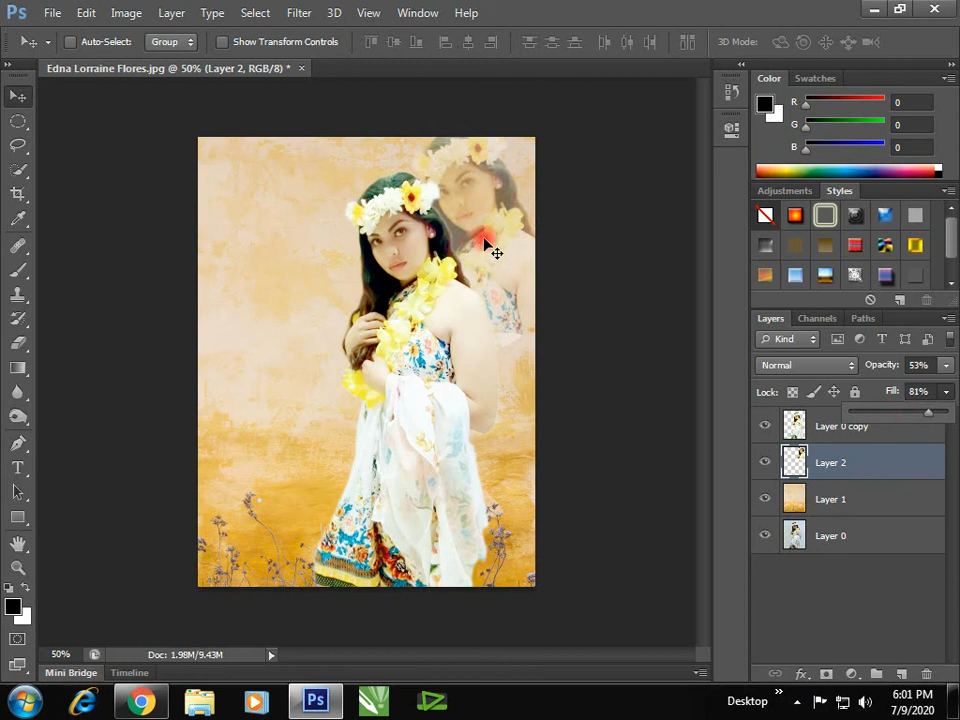 Ps File Edit Image Layer Type Select Filter 3D View Window Help
Auto-Select: Group Show Transform Controls 3D Mode:
Edna Lorraine Flores.jpg @ 50% (Layer 2, RGB/8) * ×
Color Swatches
R 0
G 0
B 0
Adjustments Styles
Layers Channels Paths
Kind
Normal Opacity: 53%
Lock: Fill: 81%
Layer 0 copy
Layer 2
Layer 1
Layer 0
50% Doc: 1.98M/9.43M
Mini Bridge Timeline
Ps Desktop 6:01 PM
7/9/2020